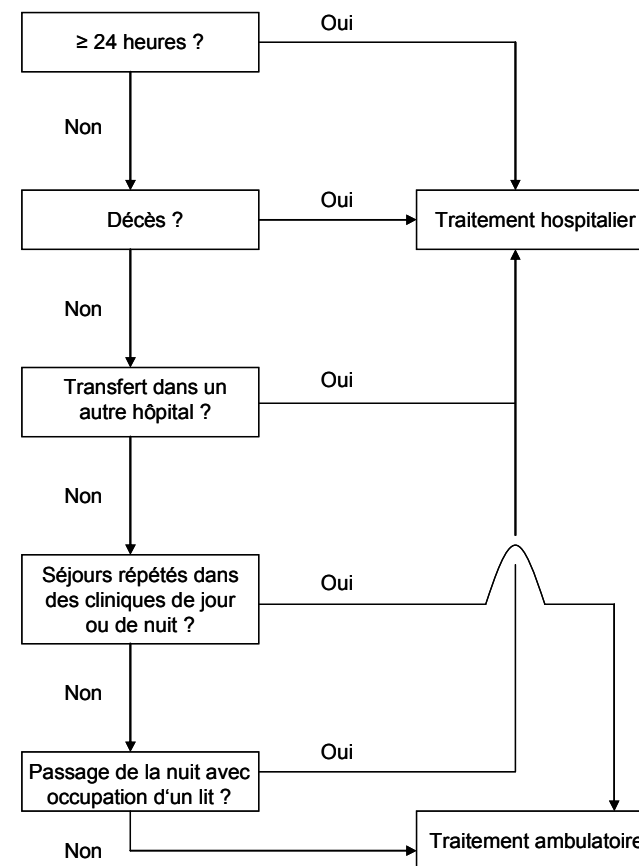 Oui
≥ 24 heures ?
Non
Oui
Décès ?
Traitement hospitalier
Non
Oui
Transfert dans un
autre hôpital ?
Non
Séjours répétés dans
des cliniques de jour
ou de nuit ?
Oui
Non
Oui
Passage de la nuit avec
occupation d'un lit ?
Traitement ambulatoire
Non